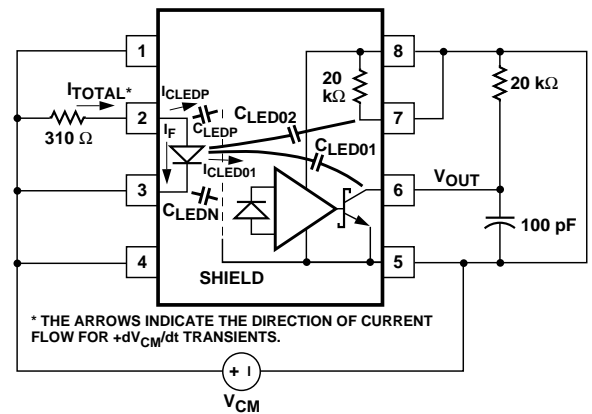 1
8
I_TOTAL*
I_CLEDP
20 kΩ
20 kΩ
C_LED02
2
7
C_LEDP
310 Ω
I_F
C_LED01
I_CLED01
V_OUT
3
6
C_LEDN
100 pF
4
5
SHIELD
* THE ARROWS INDICATE THE DIRECTION OF CURRENT
FLOW FOR +dV_CM/dt TRANSIENTS.
+ I
V_CM